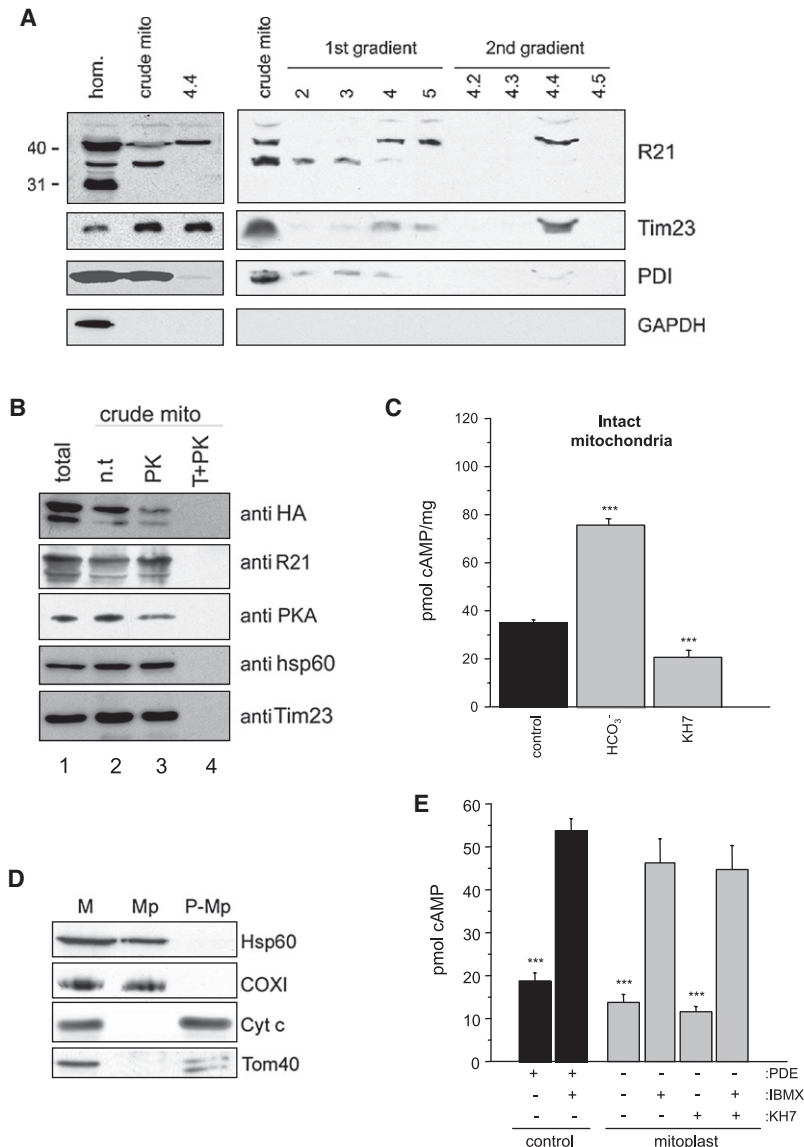 A
hom.
crude mito
4.4
crude mito
1st gradient
2
3
4
5
2nd gradient
4.2
4.3
4.4
4.5
40 -
31 -
R21
Tim23
PDI
GAPDH
B
crude mito
total
n.t
PK
T+PK
anti HA
anti R21
anti PKA
anti hsp60
anti Tim23
1 2 3 4
C
Intact
mitochondria
pmol cAMP/mg
120
100
80
60
40
20
0
***
***
control
HCO₃⁻
KH7
D
M Mp P-Mp
Hsp60
COXI
Cyt c
Tom40
E
pmol cAMP
60
50
40
30
20
10
0
***
***
***
+ + - - - - :PDE
- + - + - + :IBMX
- - - - + + :KH7
control mitoplast